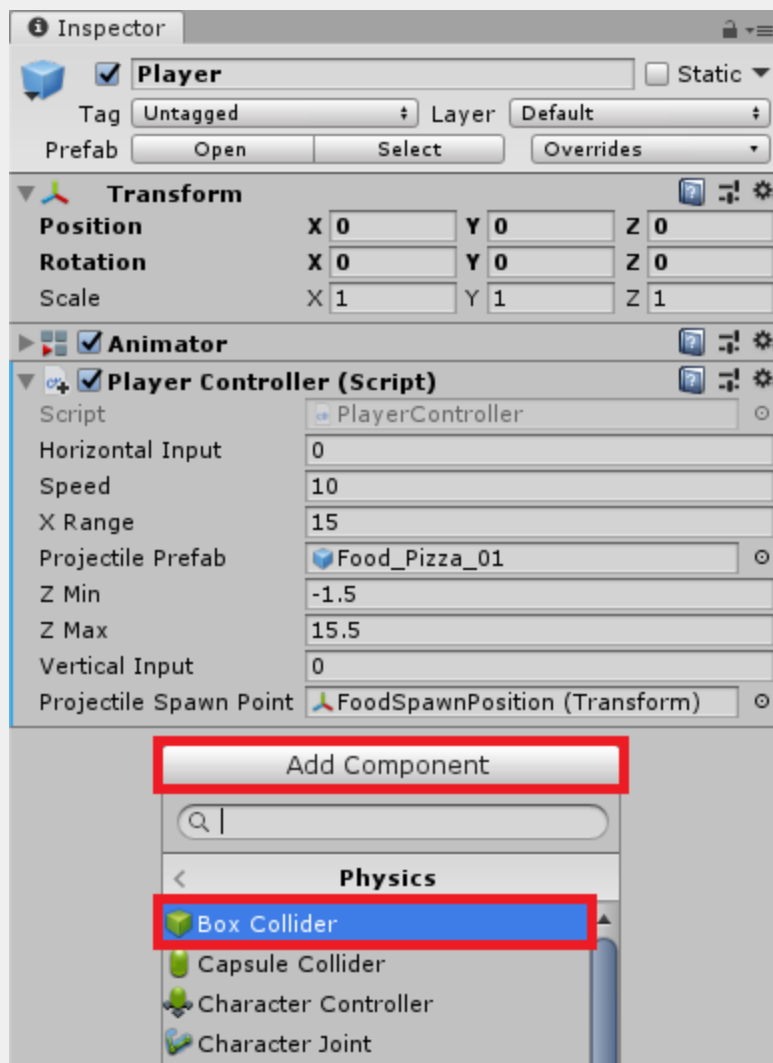 Inspector
Player Static
Tag Untagged Layer Default
Prefab Open Select Overrides
Transform
Position X 0 Y 0 Z 0
Rotation X 0 Y 0 Z 0
Scale X 1 Y 1 Z 1
Animator
Player Controller (Script)
Script PlayerController
Horizontal Input 0
Speed 10
X Range 15
Projectile Prefab Food_Pizza_01
Z Min -1.5
Z Max 15.5
Vertical Input 0
Projectile Spawn Point FoodSpawnPosition (Transform)
Add Component
Physics
Box Collider
Capsule Collider
Character Controller
Character Joint